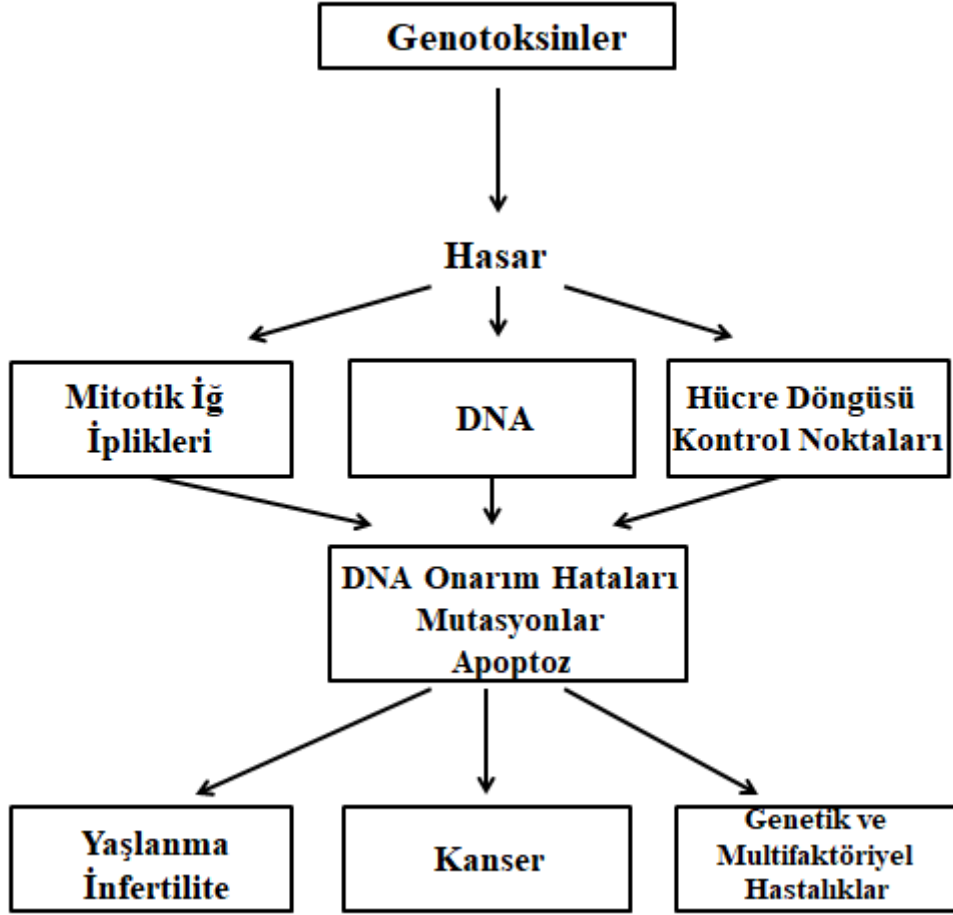 Genotoksinler
Hasar
Mitotik İğ
İplikleri
DNA
Hücre Döngüsü
Kontrol Noktaları
DNA Onarım Hataları
Mutasyonlar
Apoptoz
Yaşlanma
İnfertilite
Kanser
Genetik ve
Multifaktöriyel
Hastalıklar